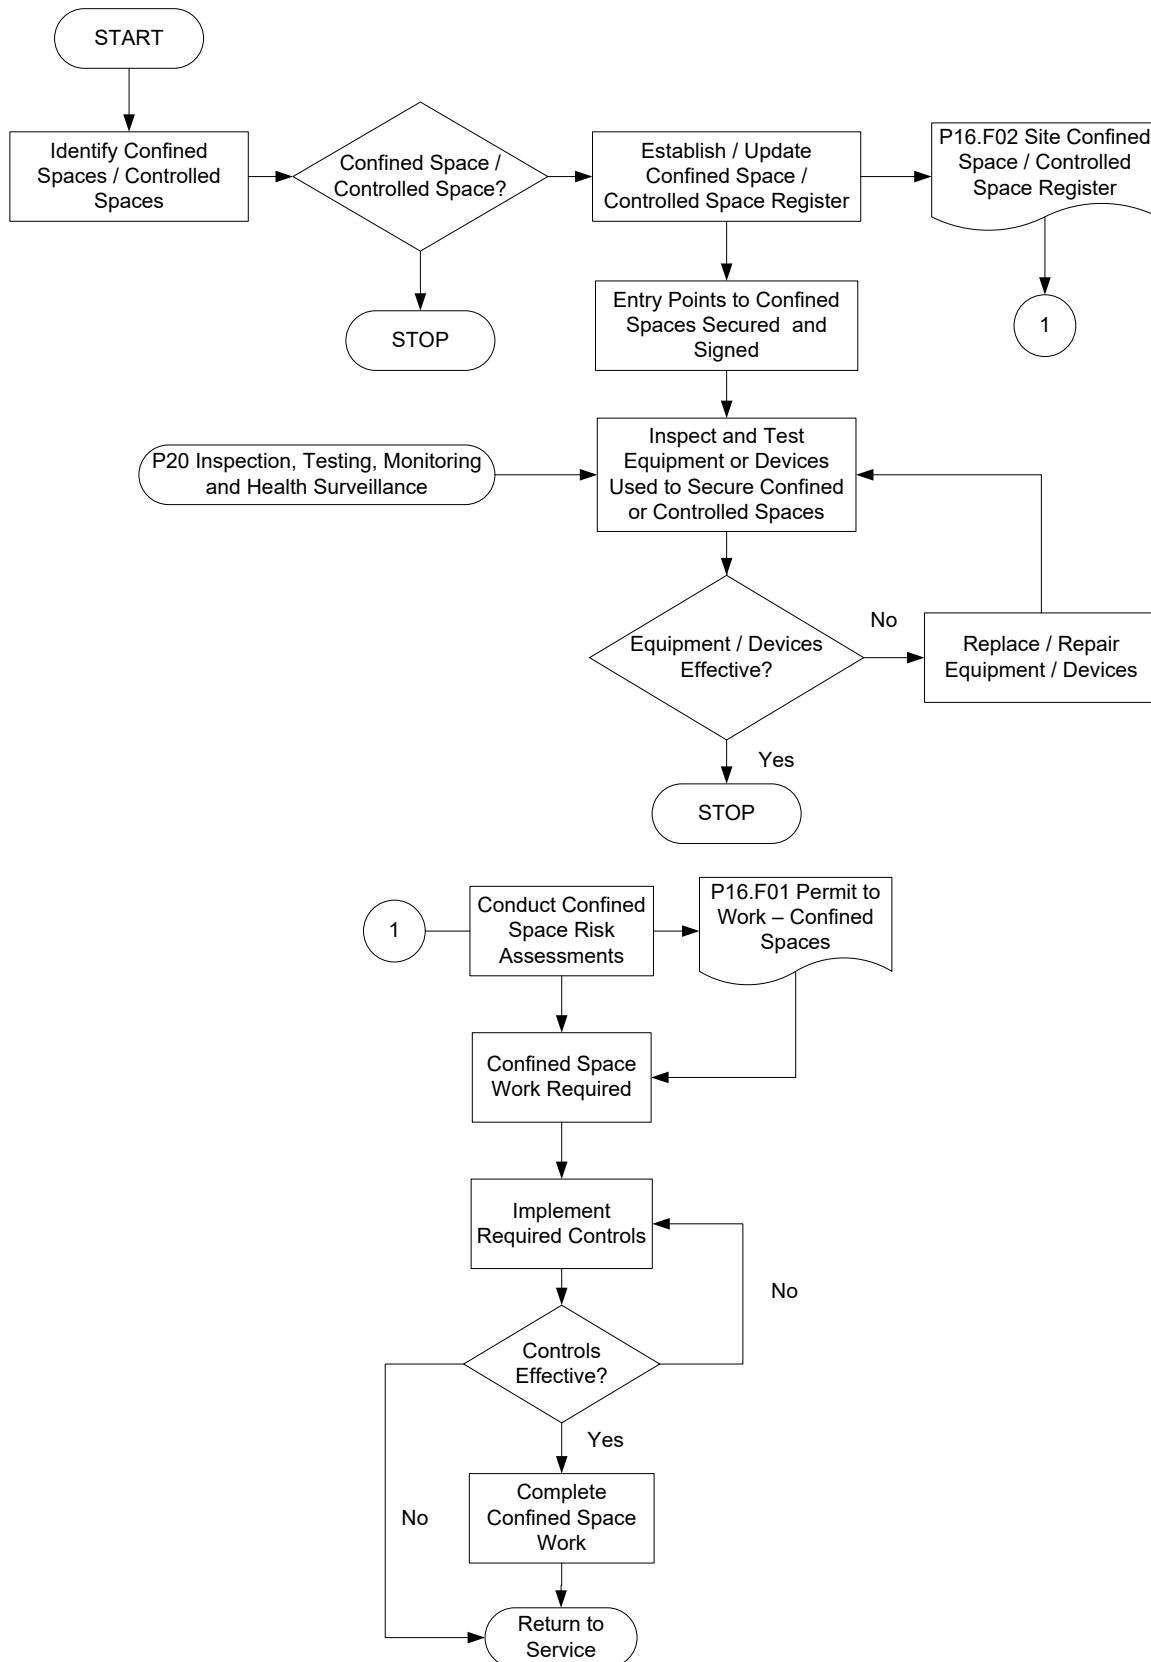 START
Identify Confined
Spaces / Controlled
Spaces
Confined Space /
Controlled Space?
Establish / Update
Confined Space /
Controlled Space Register
P16.F02 Site Confined
Space / Controlled
Space Register
STOP
Entry Points to Confined
Spaces Secured and
Signed
1
P20 Inspection, Testing, Monitoring
and Health Surveillance
Inspect and Test
Equipment or Devices
Used to Secure Confined
or Controlled Spaces
Equipment / Devices
Effective?
No
Replace / Repair
Equipment / Devices
Yes
STOP
1
Conduct Confined
Space Risk
Assessments
P16.F01 Permit to
Work – Confined
Spaces
Confined Space
Work Required
Implement
Required Controls
No
Controls
Effective?
Yes
No
Complete
Confined Space
Work
Return to
Service